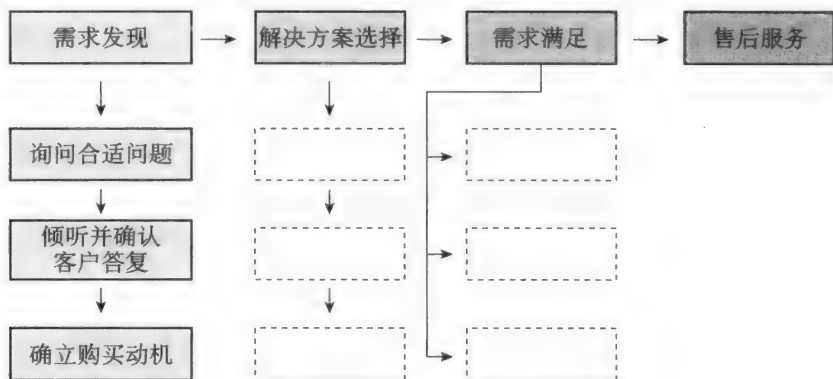 需求发现
解决方案选择
需求满足
售后服务
询问合适问题
倾听并确认
客户答复
确立购买动机